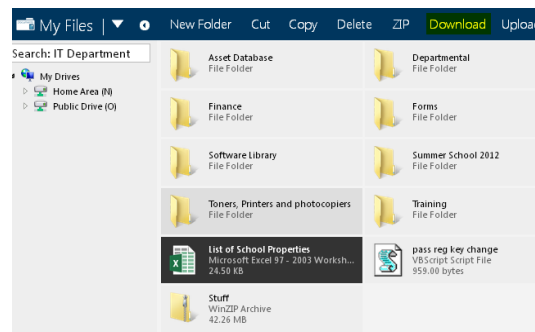 My Files | New Folder Cut Copy Delete ZIP Download Uploa
Search: IT Department
My Drives
Home Area (N)
Public Drive (O)
Asset Database
File Folder
Departmental
File Folder
Finance
File Folder
Forms
File Folder
Software Library
File Folder
Summer School 2012
File Folder
Toners, Printers and photocopiers
File Folder
Training
File Folder
List of School Properties
Microsoft Excel 97 - 2003 Worksh...
24.50 KB
pass reg key change
VBScript Script File
959.00 bytes
Stuff
WinZIP Archive
42.26 MB